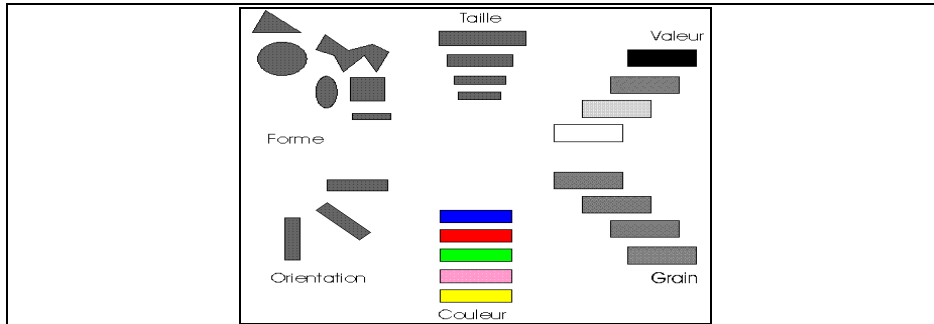 Taille
Valeur
Forme
Orientation
Grain
Couleur